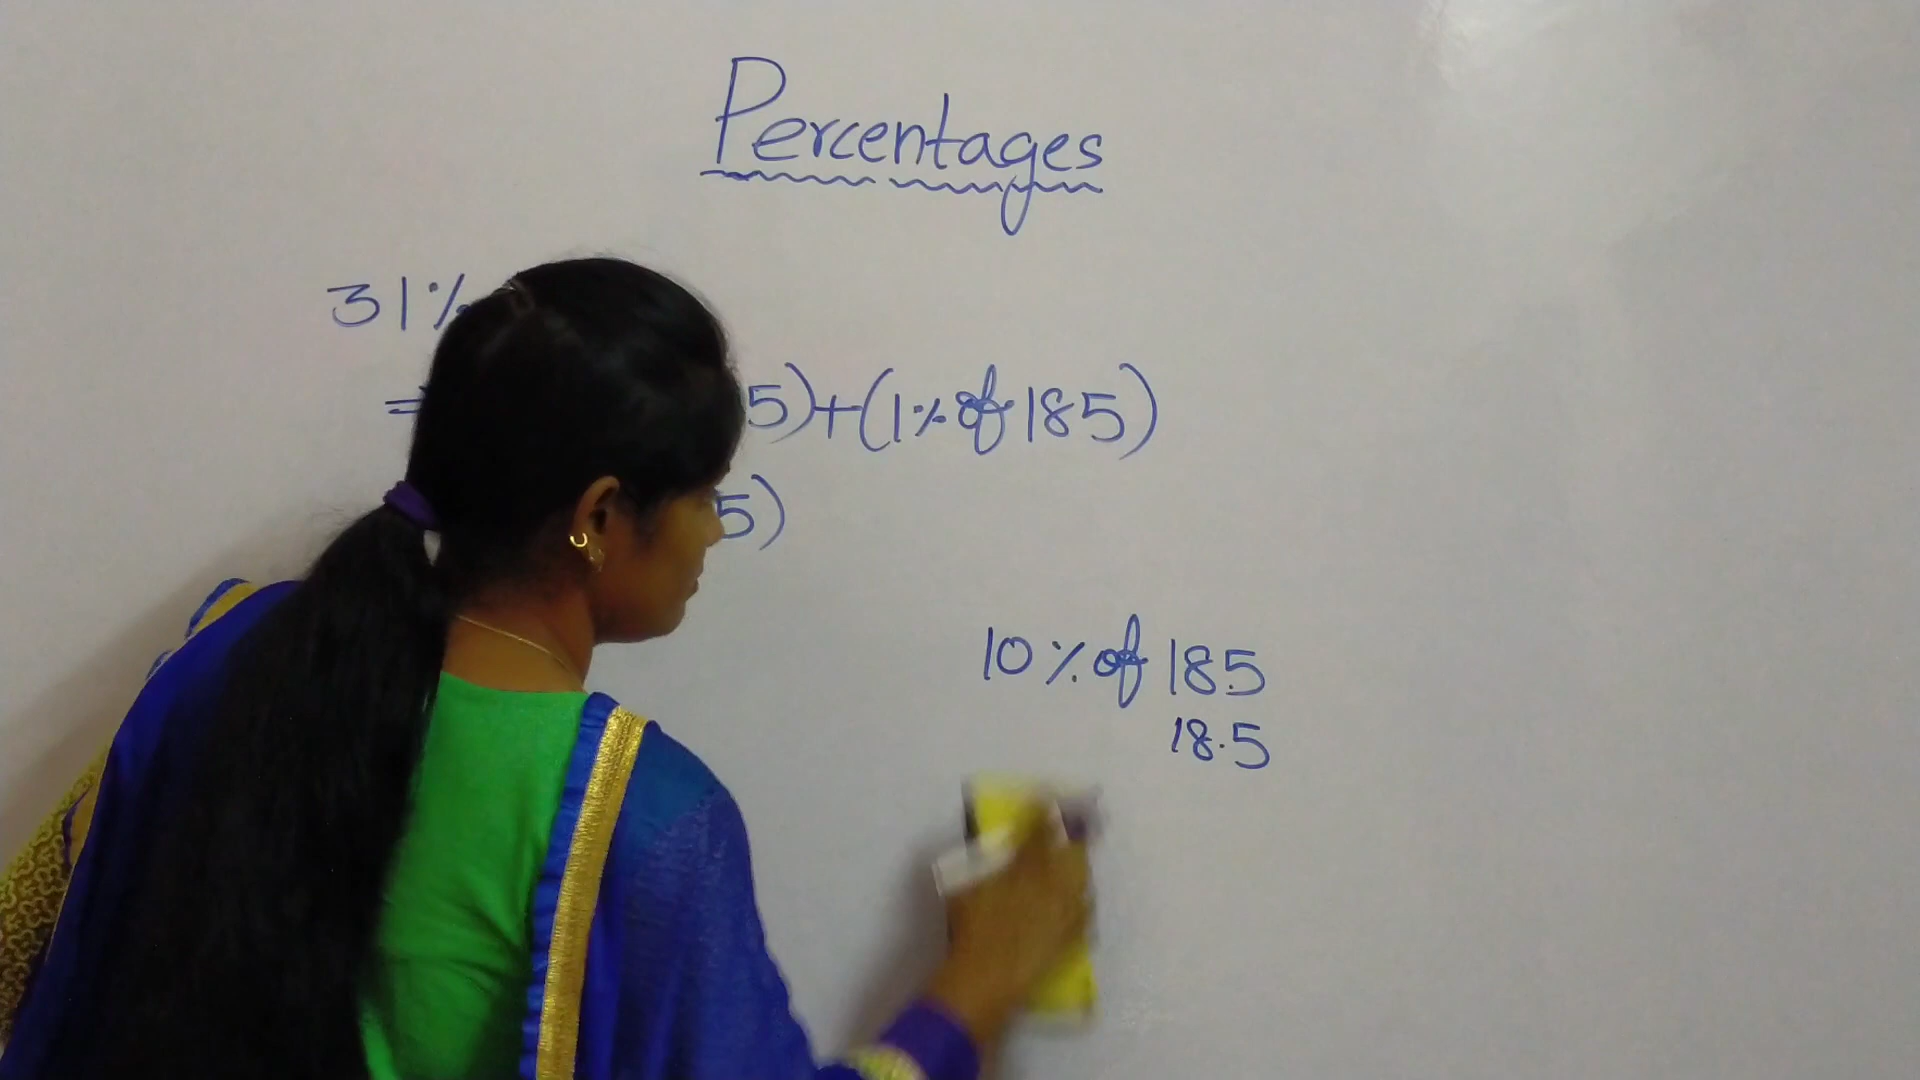 Percentages
31%
= 5)+(1% of 185)
5)
10% of 185
18.5